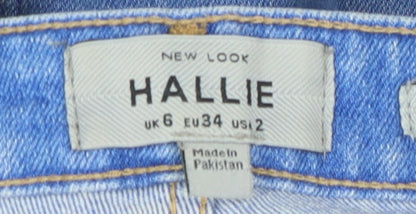 NEW LOOK
HALLIE
UK 6 EU 34 US 2
Made in
Pakistan